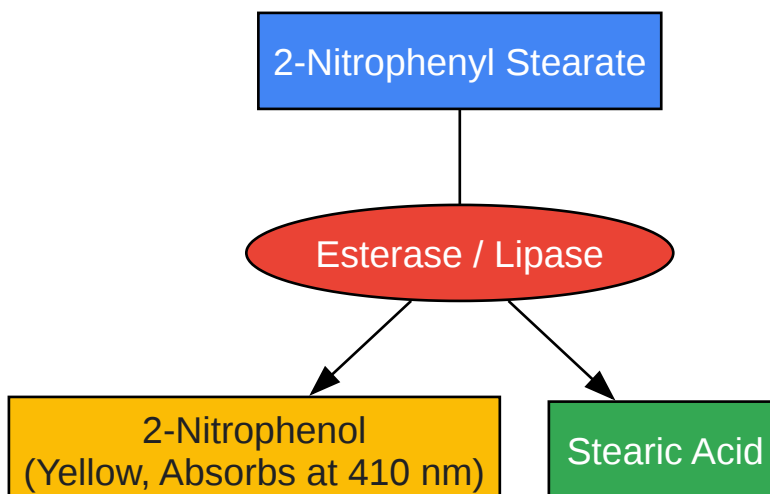 2-Nitrophenyl Stearate
Esterase / Lipase
2-Nitrophenol
(Yellow, Absorbs at 410 nm)
Stearic Acid